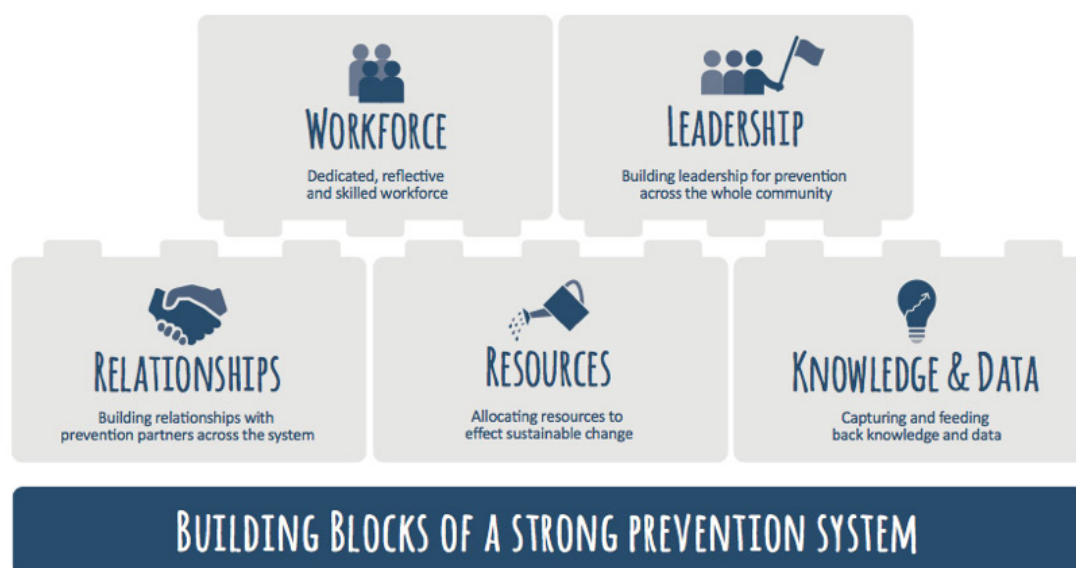 WORKFORCE
Dedicated, reflective
and skilled workforce
LEADERSHIP
Building leadership for prevention
across the whole community
RELATIONSHIPS
Building relationships with
prevention partners across the system
RESOURCES
Allocating resources to
effect sustainable change
KNOWLEDGE & DATA
Capturing and feeding
back knowledge and data
BUILDING BLOCKS OF A STRONG PREVENTION SYSTEM